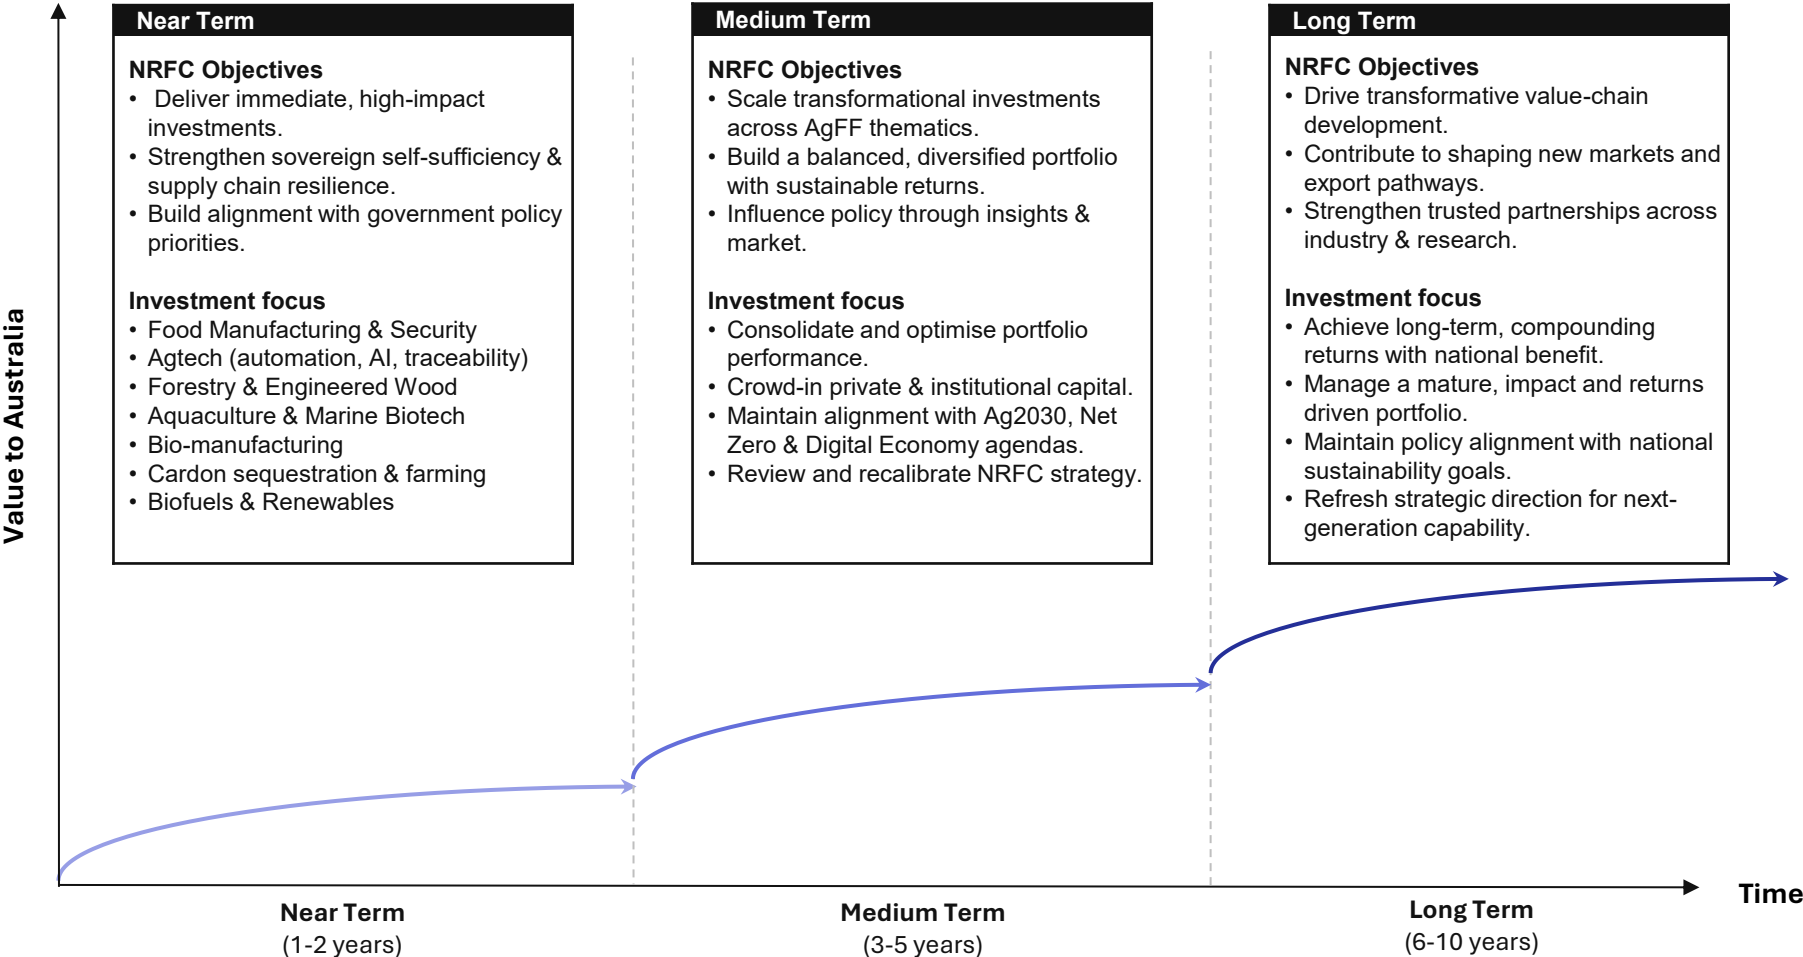 Near Term
NRFC Objectives
• Deliver immediate, high-impact
investments.
• Strengthen sovereign self-sufficiency &
supply chain resilience.
• Build alignment with government policy
priorities.
Investment focus
• Food Manufacturing & Security
• Agtech (automation, AI, traceability)
• Forestry & Engineered Wood
• Aquaculture & Marine Biotech
• Bio-manufacturing
• Cardon sequestration & farming
• Biofuels & Renewables
Medium Term
NRFC Objectives
• Scale transformational investments
across AgFF thematics.
• Build a balanced, diversified portfolio
with sustainable returns.
• Influence policy through insights &
market.
Investment focus
• Consolidate and optimise portfolio
performance.
• Crowd-in private & institutional capital.
• Maintain alignment with Ag2030, Net
Zero & Digital Economy agendas.
• Review and recalibrate NRFC strategy.
Long Term
NRFC Objectives
• Drive transformative value-chain
development.
• Contribute to shaping new markets and
export pathways.
• Strengthen trusted partnerships across
industry & research.
Investment focus
• Achieve long-term, compounding
returns with national benefit.
• Manage a mature, impact and returns
driven portfolio.
• Maintain policy alignment with national
sustainability goals.
• Refresh strategic direction for next-
generation capability.
Value to Australia
Time
Near Term
(1-2 years)
Medium Term
(3-5 years)
Long Term
(6-10 years)